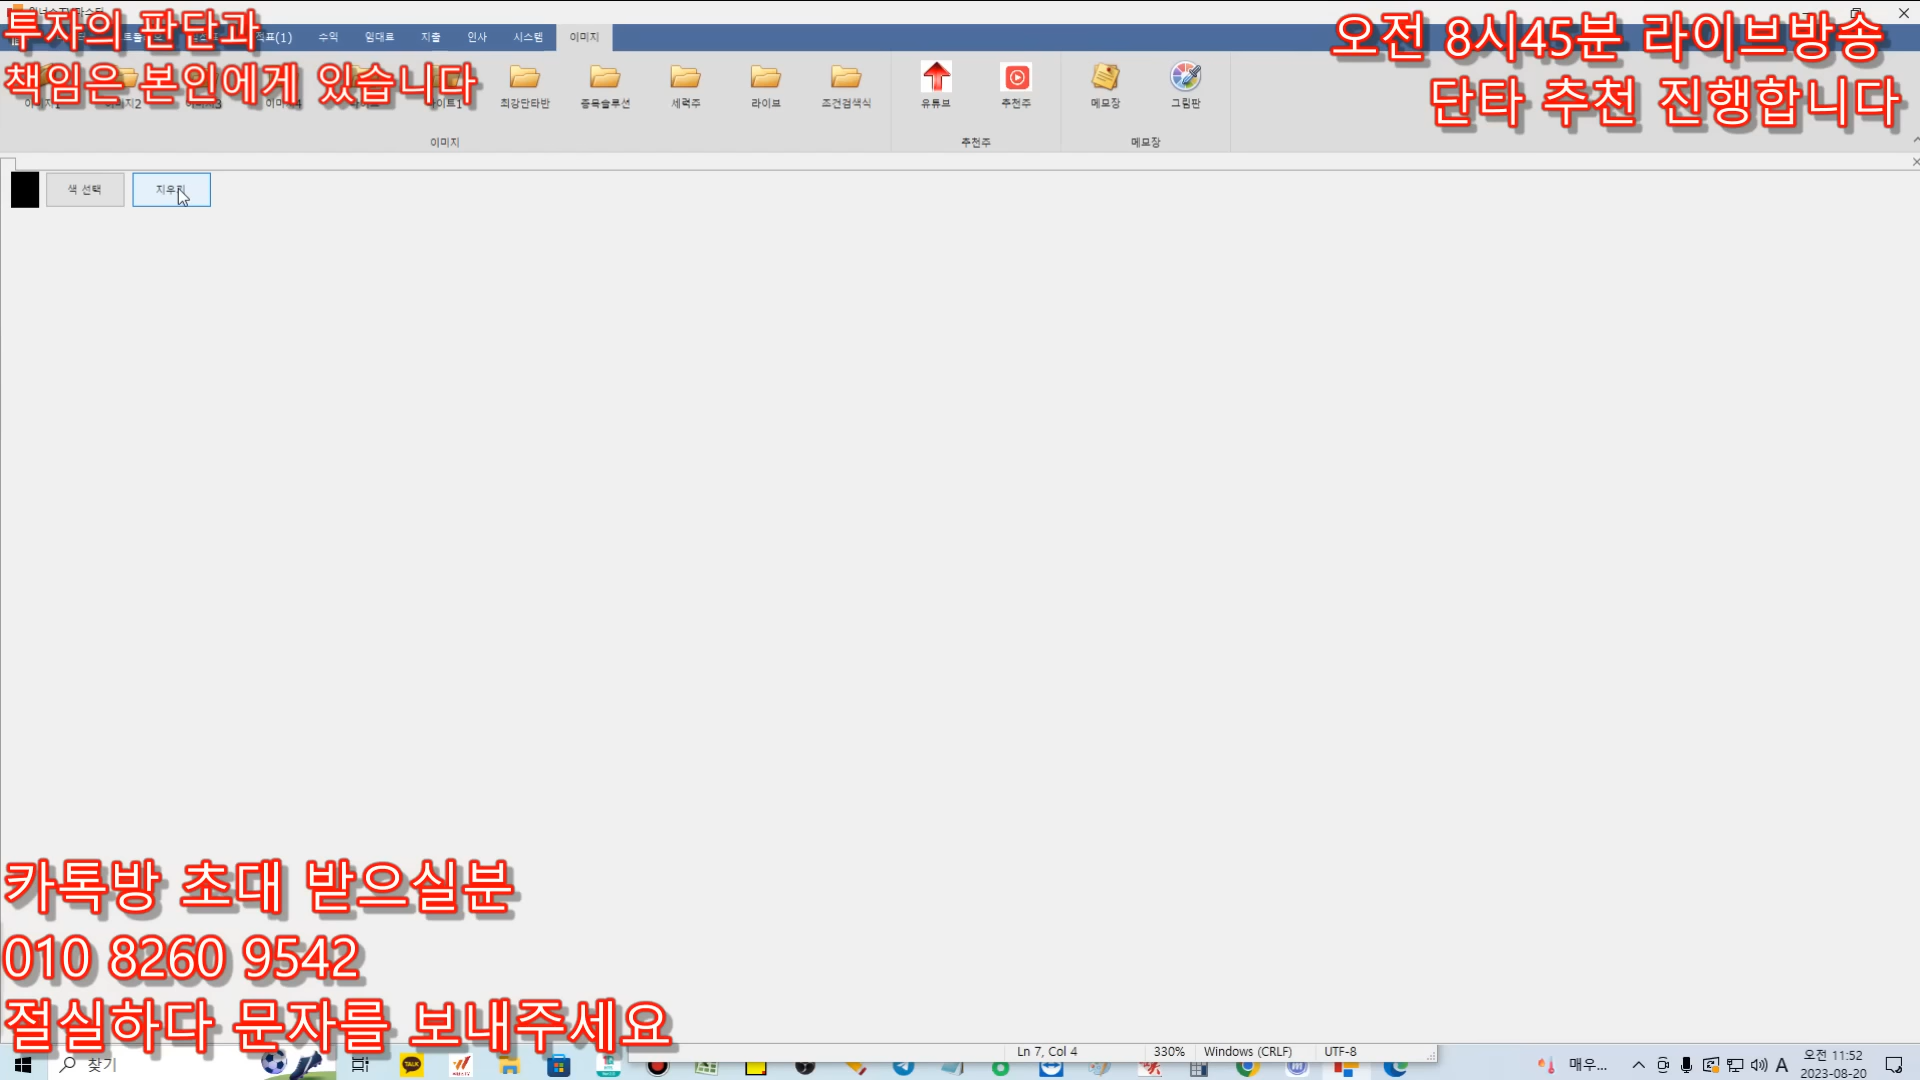 투자의 판단과
책임은 본인에게 있습니다
오전 8시45분 라이브방송
단타 추천 진행합니다
수익
임대료
지출
인사
시스템
이미지
최강단타반
종목솔루션
세력주
라이브
조건검색식
유튜브
추천주
메모장
그림판
이미지
추천주
메모장
색 선택
지우기
카톡방 초대 받으실분
010 8260 9542
절실하다 문자를 보내주세요
Ln 7, Col 4
330%
Windows (CRLF)
UTF-8
찾기
TALK
매우...
A
오전 11:52
2023-08-20